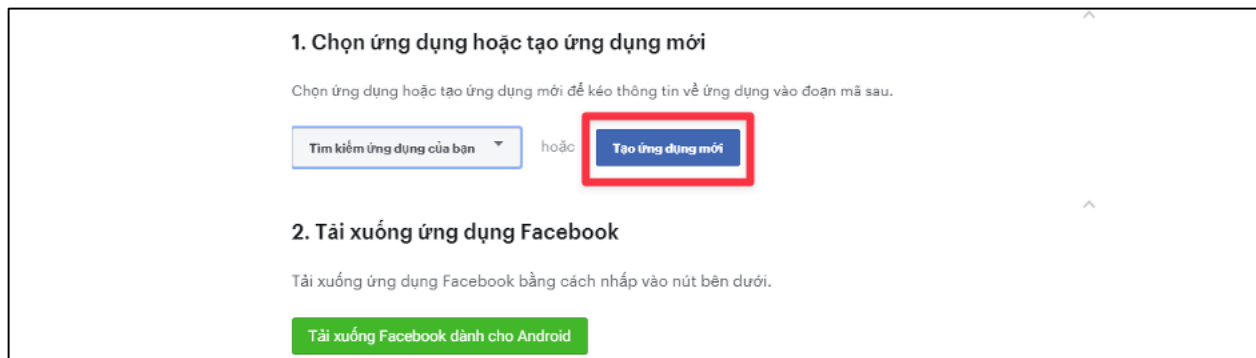 1. Chọn ứng dụng hoặc tạo ứng dụng mới
Chọn ứng dụng hoặc tạo ứng dụng mới để kéo thông tin về ứng dụng vào đoạn mã sau.
Tìm kiếm ứng dụng của bạn hoặc Tạo ứng dụng mới
2. Tải xuống ứng dụng Facebook
Tải xuống ứng dụng Facebook bằng cách nhấp vào nút bên dưới.
Tải xuống Facebook dành cho Android